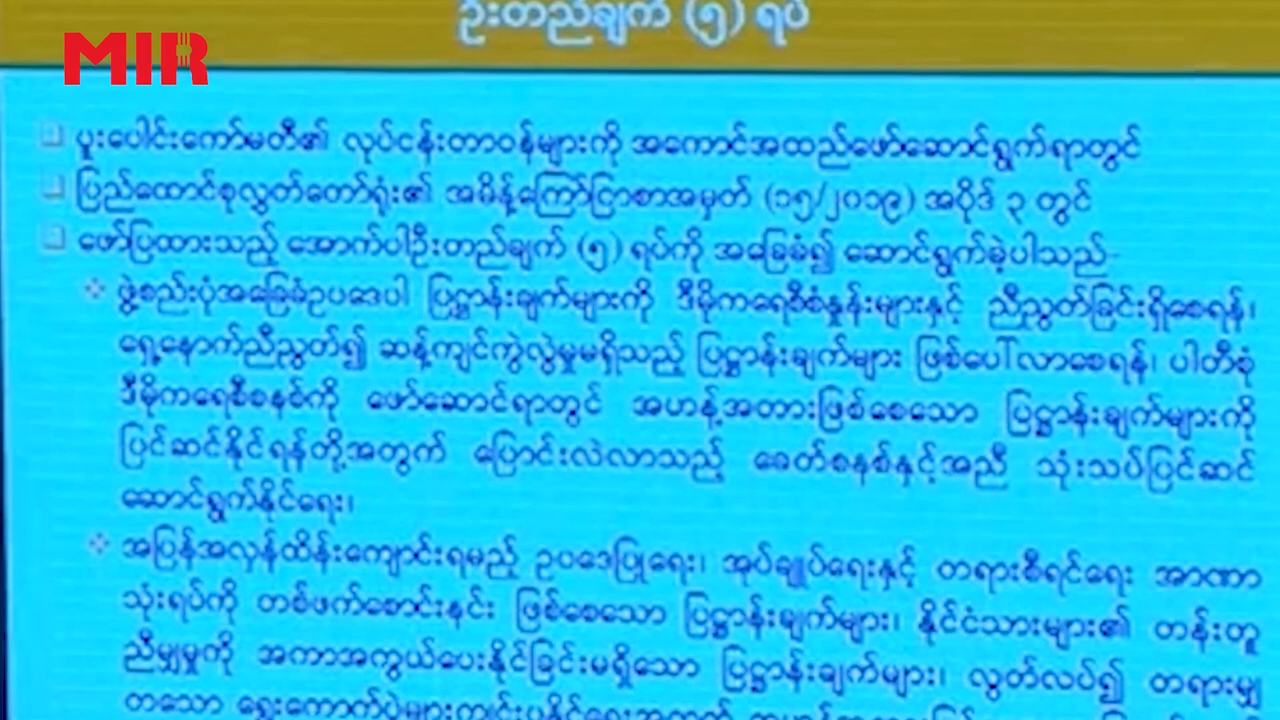 ဦးတည်ချက် (၅) ရပ်
MIR
ပူးပေါင်းကော်မတီ၏ လုပ်ငန်းတာဝန်များကို အကောင်အထည်ဖော်ဆောင်ရွက်ရာတွင်
ပြည်ထောင်စုလွှတ်တော်ရုံး၏ အမိန့်ကြော်ငြာစာအမှတ် (၁၅/၂၀၁၉) အပိုဒ် ၃ တွင်
ဖော်ပြထားသည့် အောက်ပါဦးတည်ချက် (၅) ရပ်ကို အခြေခံ၍ ဆောင်ရွက်ခဲ့ပါသည်-
ဖွဲ့စည်းပုံအခြေခံဥပဒေပါ ပြဋ္ဌာန်းချက်များကို ဒီမိုကရေစီစံနှုန်းများနှင့် ညီညွတ်ခြင်းရှိစေရန်၊
ရှေ့နောက်ညီညွတ်၍ ဆန့်ကျင်ကွဲလွဲမှုမရှိသည့် ပြဋ္ဌာန်းချက်များ ဖြစ်ပေါ်လာစေရန်၊ ပါတီစုံ
ဒီမိုကရေစီစနစ်ကို ဖော်ဆောင်ရာတွင် အဟန့်အတားဖြစ်စေသော ပြဋ္ဌာန်းချက်များကို
ပြင်ဆင်နိုင်ရန်တို့အတွက် ပြောင်းလဲလာသည့် ခေတ်စနစ်နှင့်အညီ သုံးသပ်ပြင်ဆင်
ဆောင်ရွက်နိုင်ရေး၊
အပြန်အလှန်ထိန်းကျောင်းရမည့် ဥပဒေပြုရေး၊ အုပ်ချုပ်ရေးနှင့် တရားစီရင်ရေး အာဏာ
သုံးရပ်ကို တစ်ဖက်စောင်းနင်း ဖြစ်စေသော ပြဋ္ဌာန်းချက်များ၊ နိုင်ငံသားများ၏ တန်းတူ
ညီမျှမှုကို အကာအကွယ်ပေးနိုင်ခြင်းမရှိသော ပြဋ္ဌာန်းချက်များ၊ လွတ်လပ်၍ တရားမျှ
တသော ရွေးကောက်ပွဲများကျင်းပနိုင်ရေးအတွက်